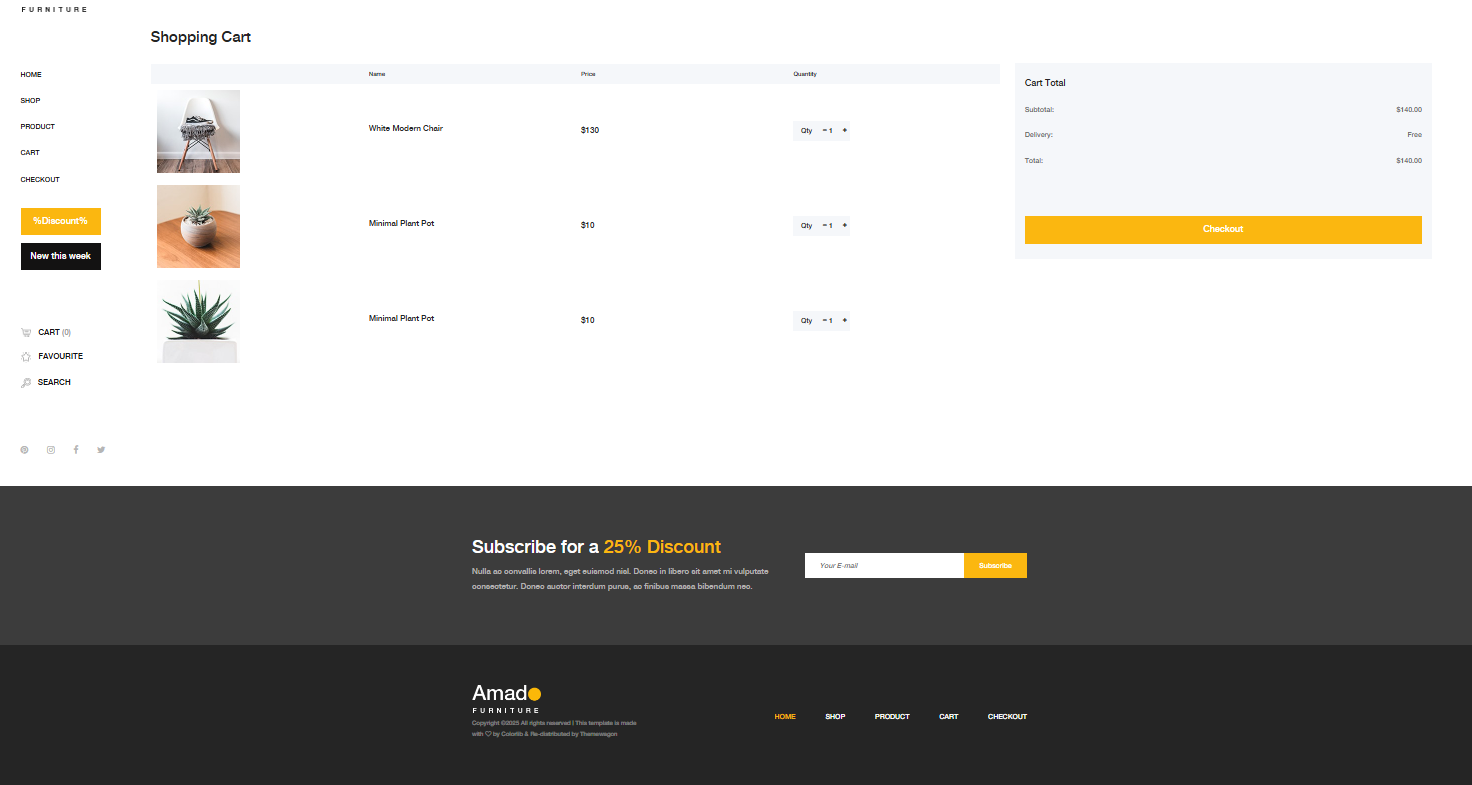 FURNITURE
Shopping Cart
HOME
SHOP
PRODUCT
CART
CHECKOUT
%Discount%
New this week
CART (0)
FAVOURITE
SEARCH
Name Price Quantity
White Modern Chair $130 Qty - 1 +
Minimal Plant Pot $10 Qty - 1 +
Minimal Plant Pot $10 Qty - 1 +
Cart Total
Subtotal: $140.00
Delivery: Free
Total: $140.00
Checkout
Subscribe for a 25% Discount
Nulla ac convallis lorem, eget euismod nisl. Donec in libero sit amet mi vulputate
consectetur. Donec auctor interdum purus, ac finibus massa bibendum nec.
Your E-mail
Subscribe
Amado
FURNITURE
Copyright ©2025 All rights reserved | This template is made
with ♡ by Colorlib & Re-distributed by Themewagon
HOME SHOP PRODUCT CART CHECKOUT